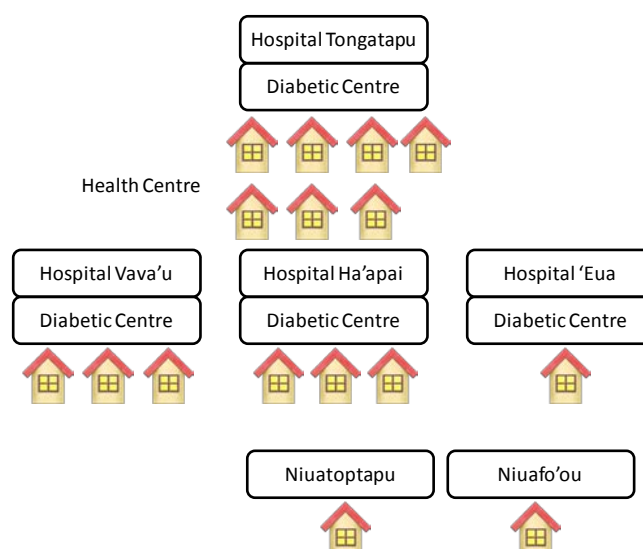 Hospital Tongatapu
Diabetic Centre
Health Centre
Hospital Vava’u
Hospital Ha’apai
Hospital ‘Eua
Diabetic Centre
Diabetic Centre
Diabetic Centre
Niuatoptapu
Niuafo’ou